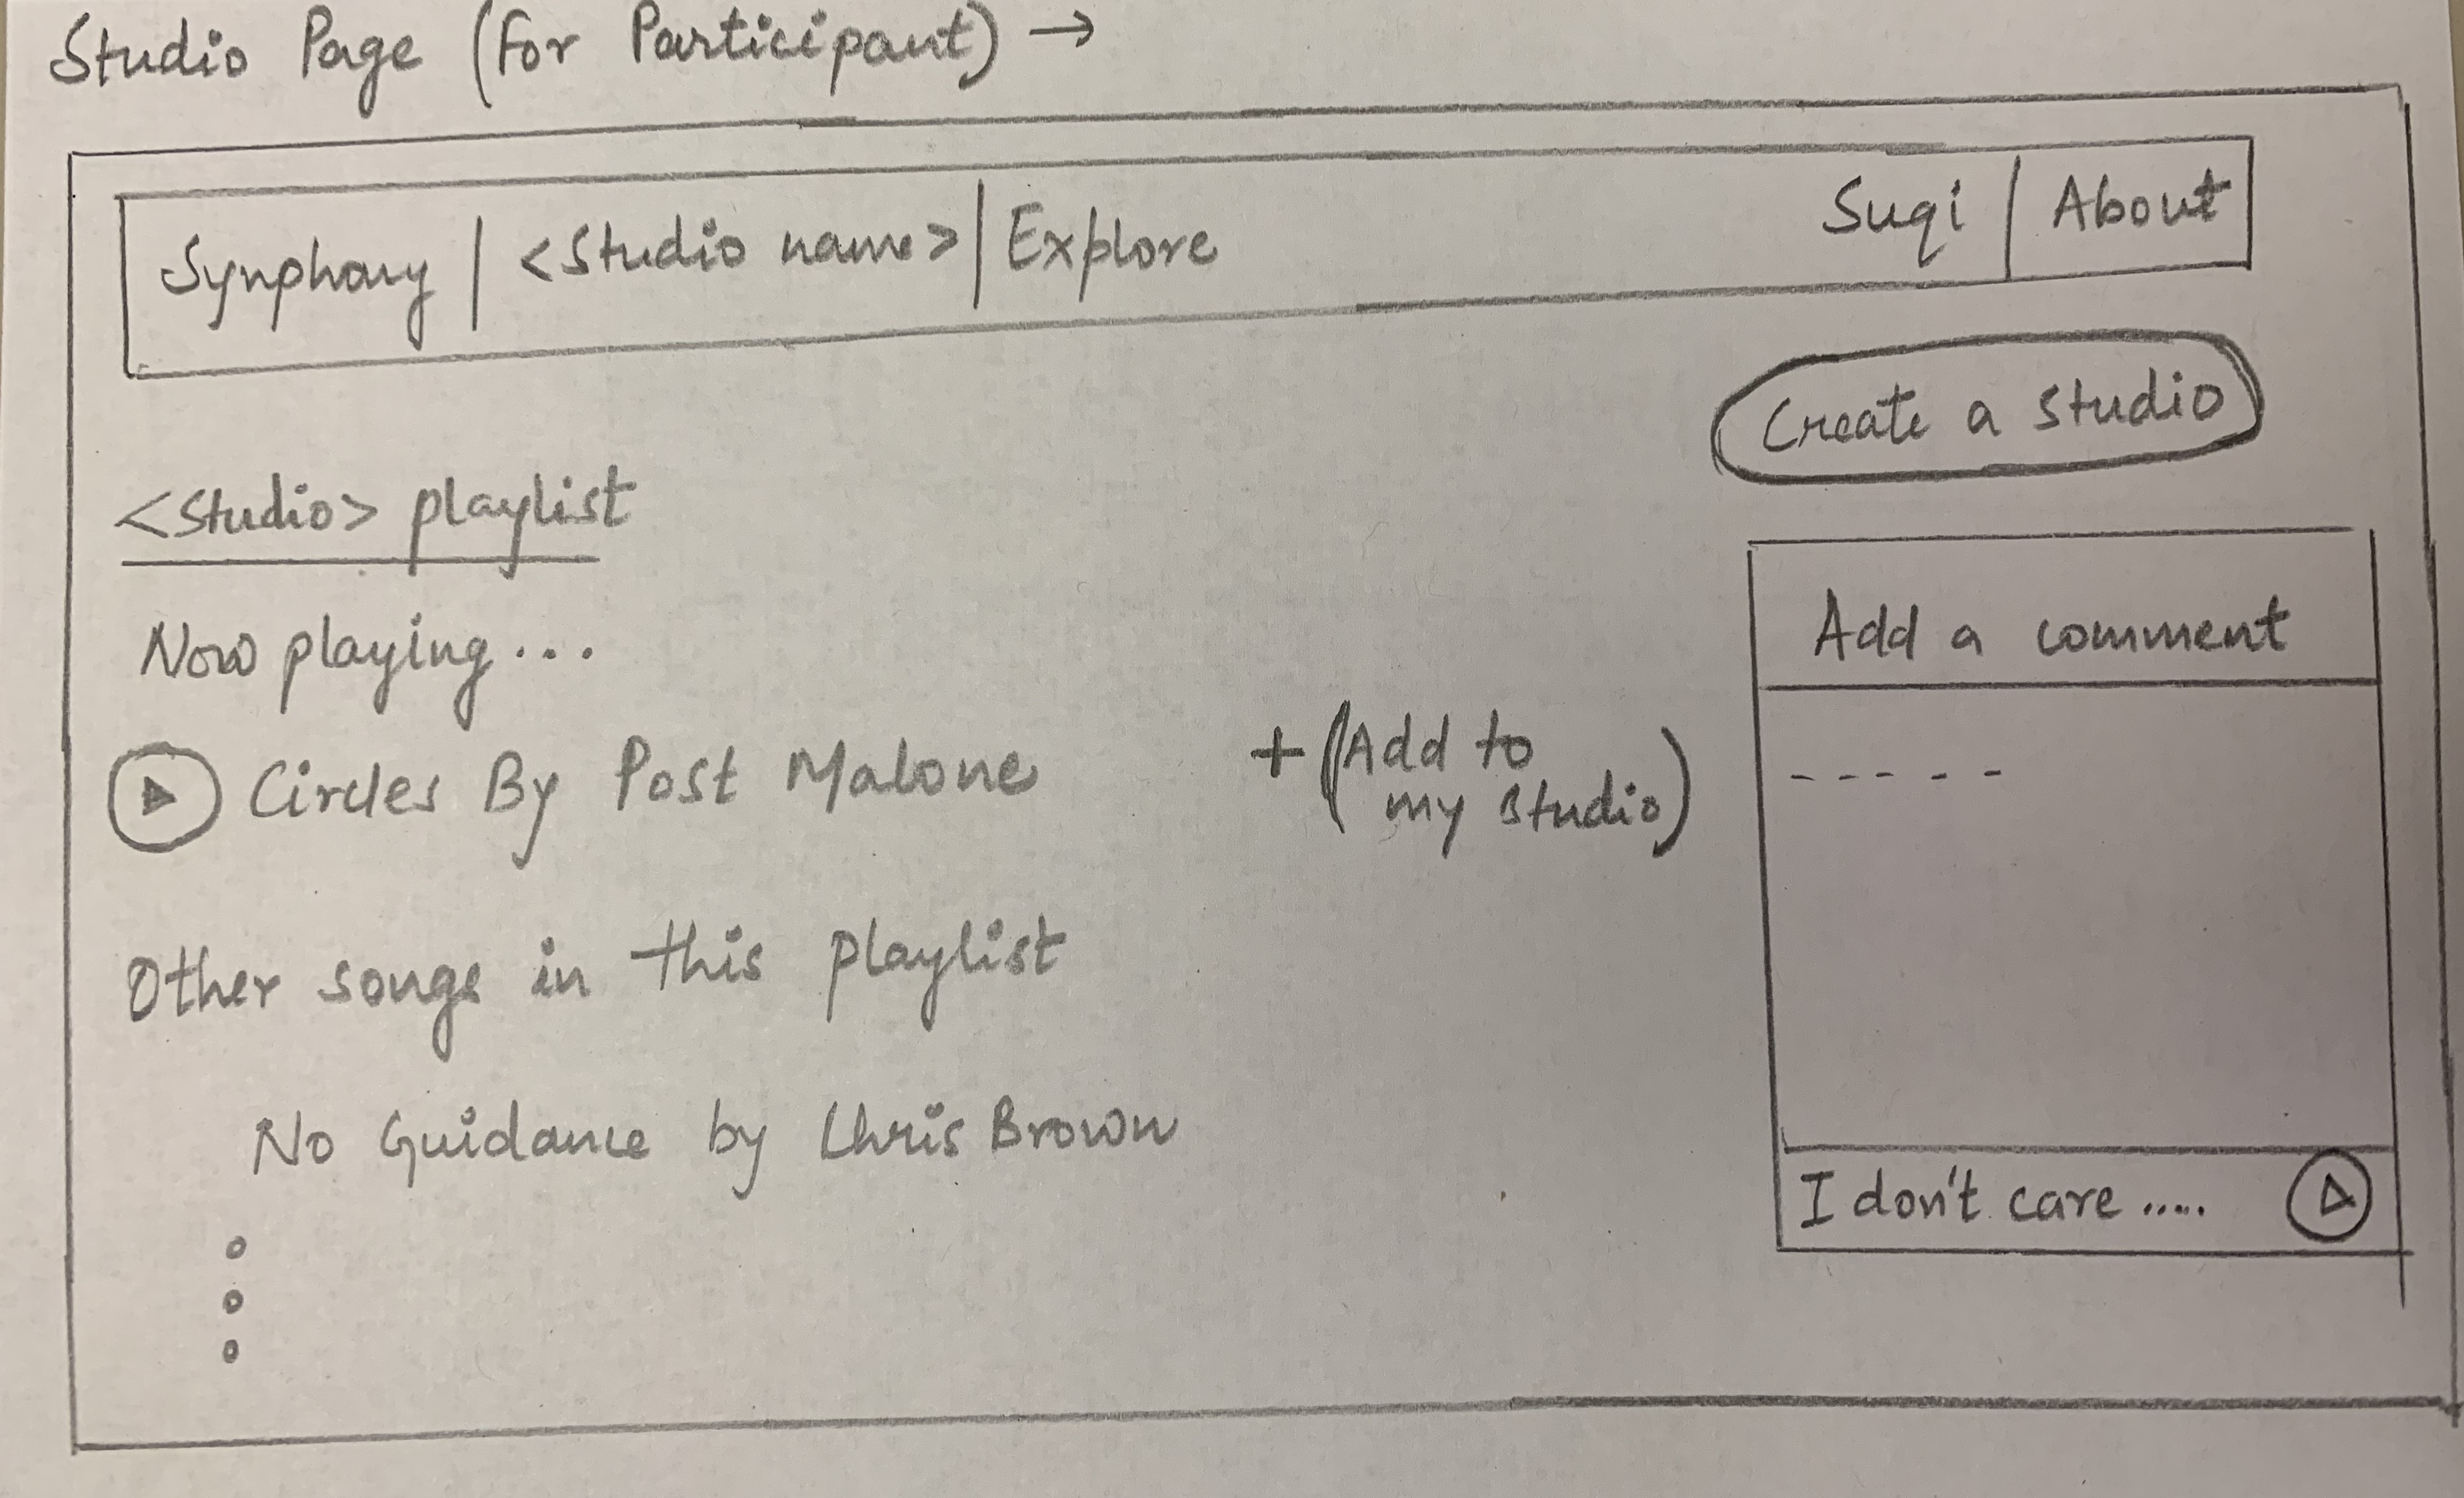 Studio Page (For Participant) →
Synphony | <Studio name> | Explore Suqi | About
Create a studio
<Studio> playlist
Now playing...
Circles By Post Malone
+ (Add to
my studio)
Other songs in this playlist
No Guidance by Chris Brown
Add a comment
- - - - -
I don't care .....